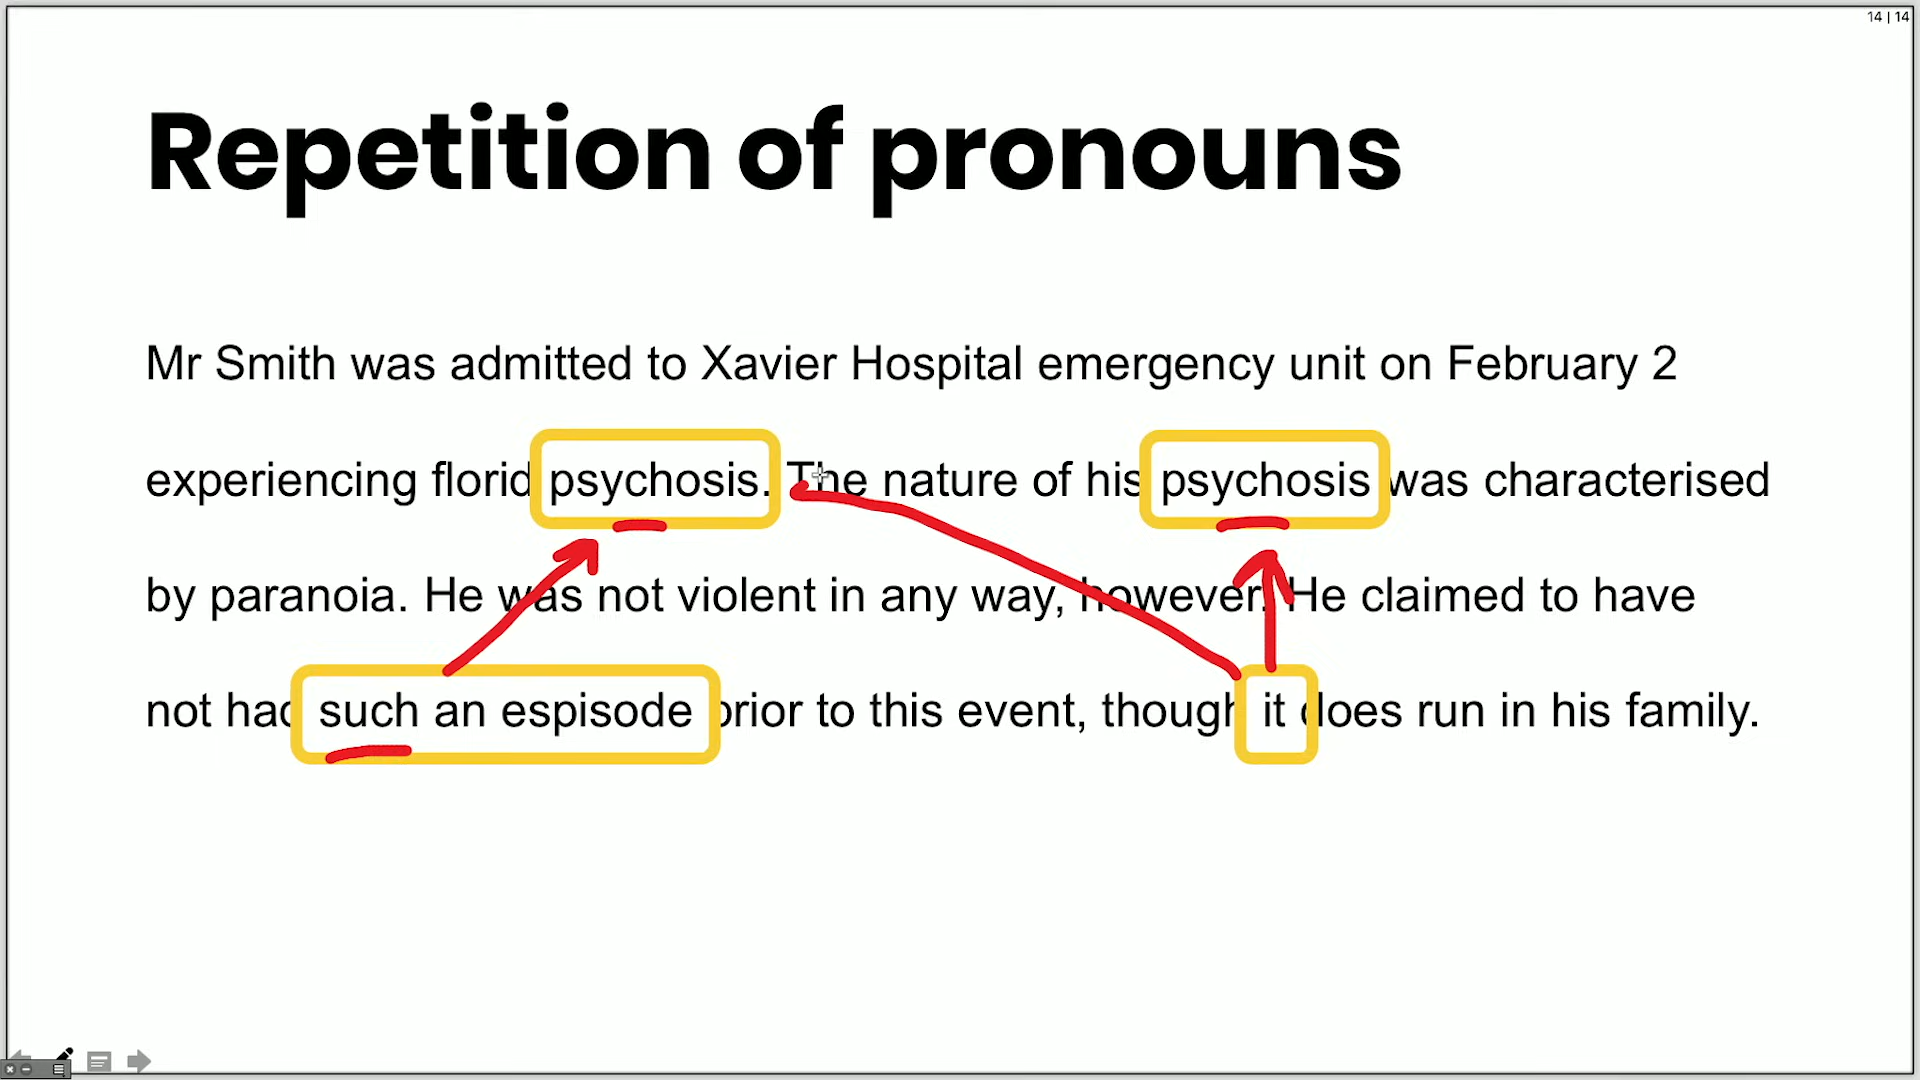 14 | 14
Repetition of pronouns
Mr Smith was admitted to Xavier Hospital emergency unit on February 2
experiencing florid psychosis. The nature of his psychosis was characterised
by paranoia. He was not violent in any way, however. He claimed to have
not had such an espisode prior to this event, though it does run in his family.